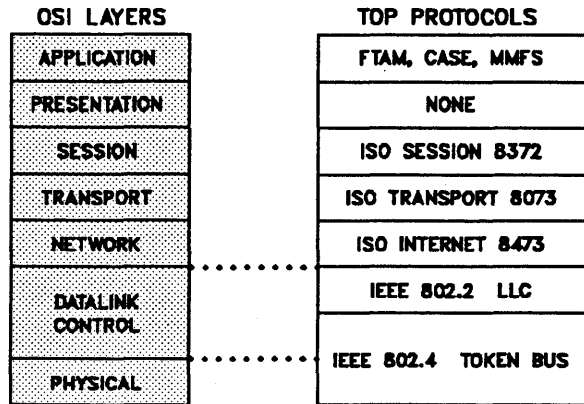 OSI LAYERS
APPLICATION
PRESENTATION
SESSION
TRANSPORT
NETWORK
DATALINK
CONTROL
PHYSICAL
TOP PROTOCOLS
FTAM, CASE, MMFS
NONE
ISO SESSION 8372
ISO TRANSPORT 8073
ISO INTERNET 8473
IEEE 802.2 LLC
IEEE 802.4 TOKEN BUS